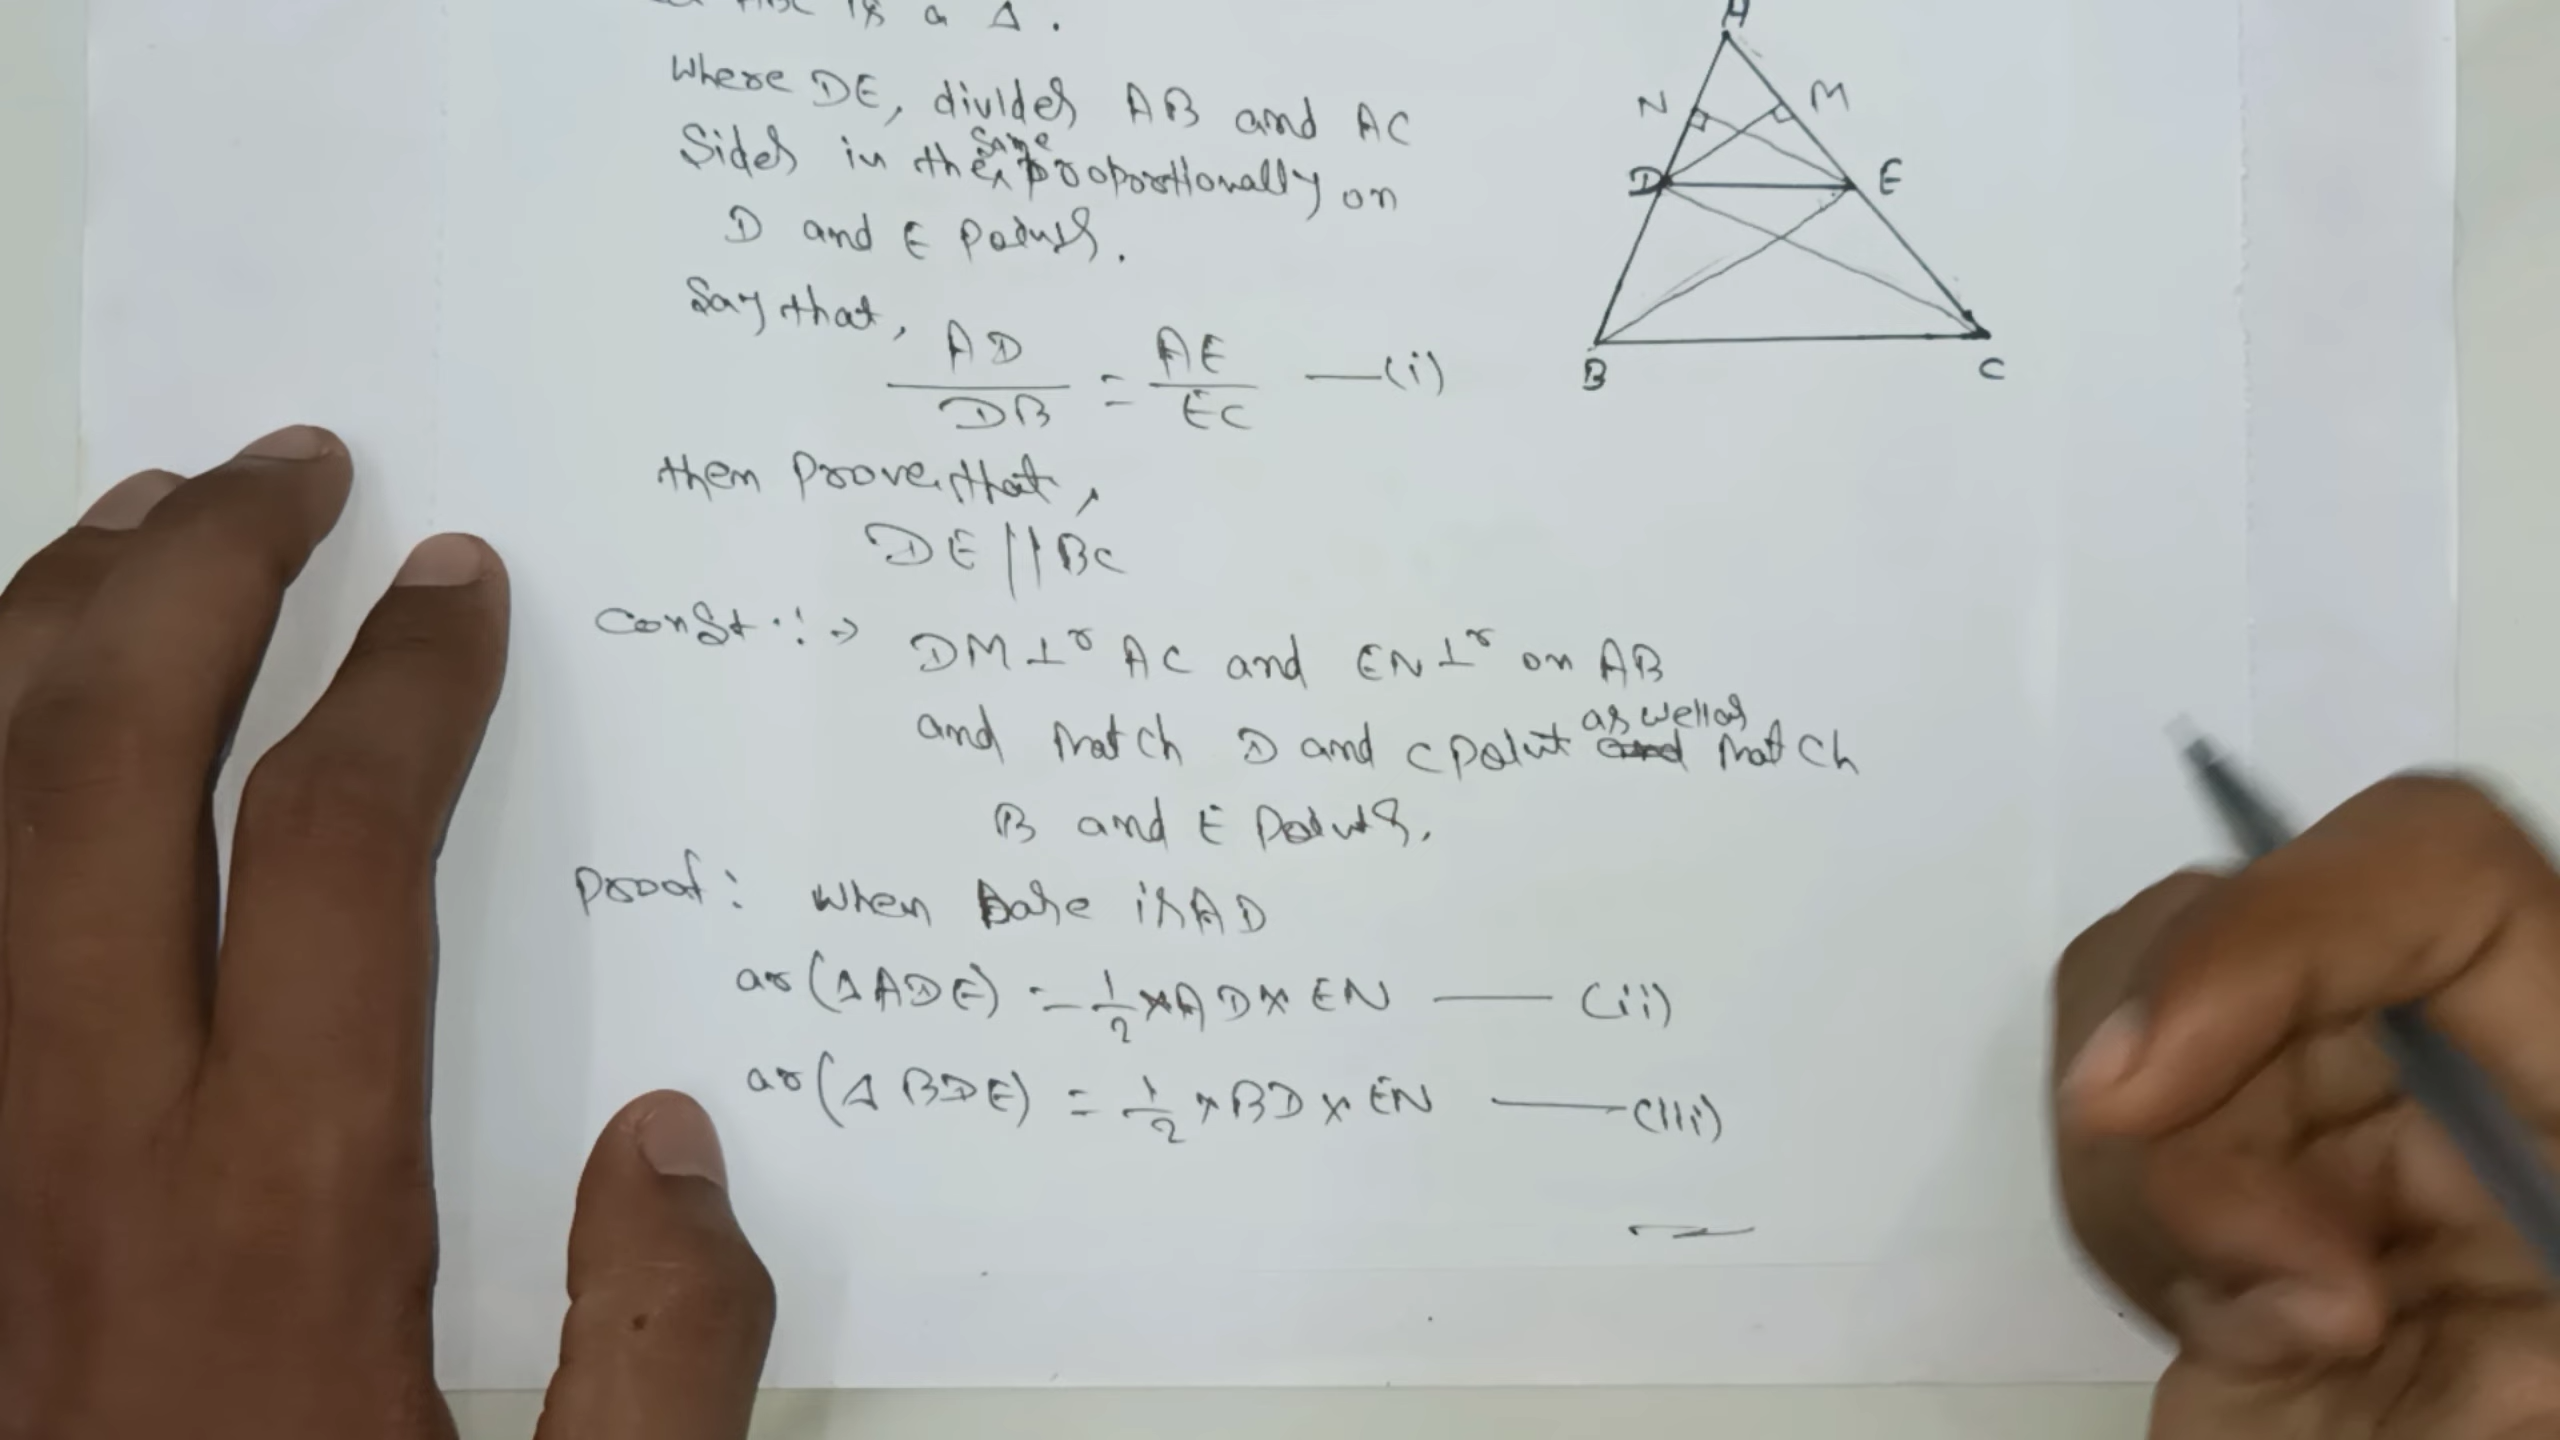 ABC is a Δ.
Where DE, divides AB and AC
Sides in the same proportionally on
D and E points.
Say that,
AD/DB = AE/EC —(i)
then prove that,
DE || BC
Const.:→ DM⊥r AC and EN⊥r on AB
and match D and C point as well as match
B and E points.
Proof: When base is AD
ar(ΔADE) = 1/2 × AD × EN —— (ii)
ar(ΔBDE) = 1/2 × BD × EN —— (iii)
A
N
M
D
E
B
C